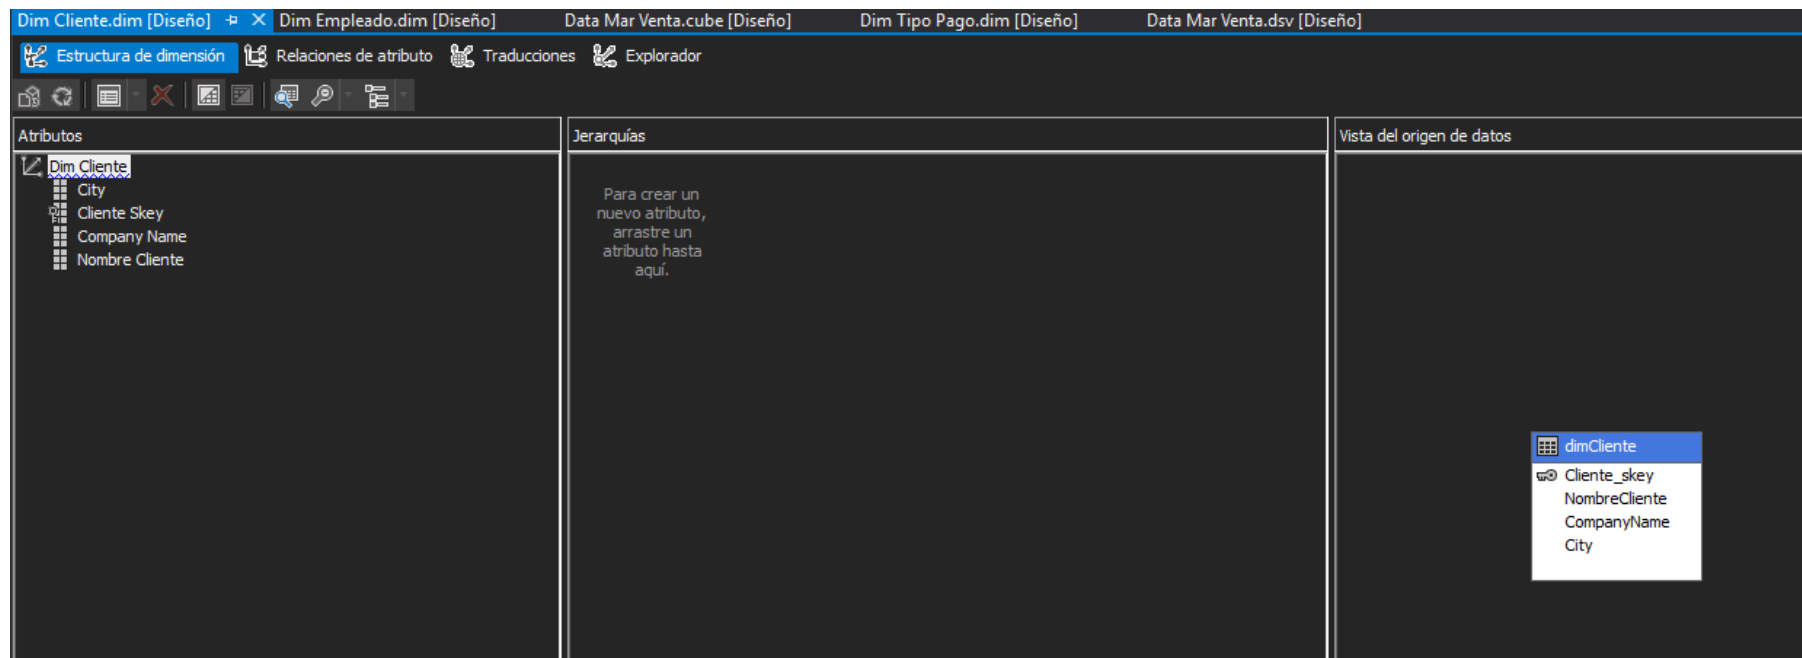 Dim Cliente.dim [Diseño] Dim Empleado.dim [Diseño] Data Mar Venta.cube [Diseño] Dim Tipo Pago.dim [Diseño] Data Mar Venta.dsv [Diseño]
Estructura de dimensión Relaciones de atributo Traducciones Explorador
Atributos
Dim Cliente
City
Cliente Skey
Company Name
Nombre Cliente
Jerarquías
Para crear un
nuevo atributo,
arrastre un
atributo hasta
aquí.
Vista del origen de datos
dimCliente
Cliente_skey
NombreCliente
CompanyName
City